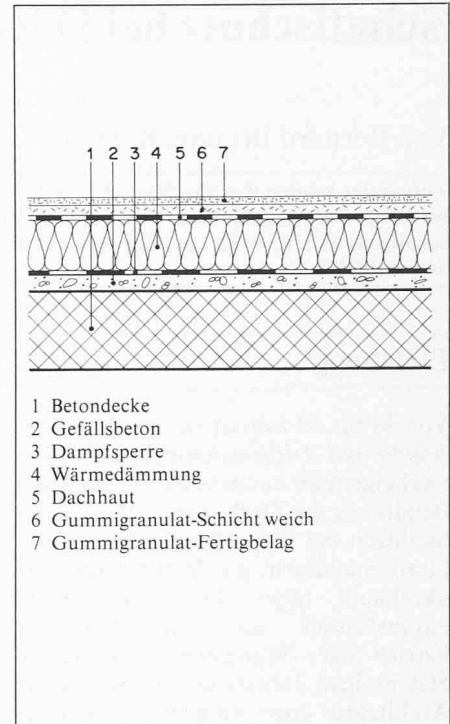 1 2 3 4 5 6 7
1 Betondecke
2 Gefällsbeton
3 Dampfsperre
4 Wärmedämmung
5 Dachhaut
6 Gummigranulat-Schicht weich
7 Gummigranulat-Fertigbelag